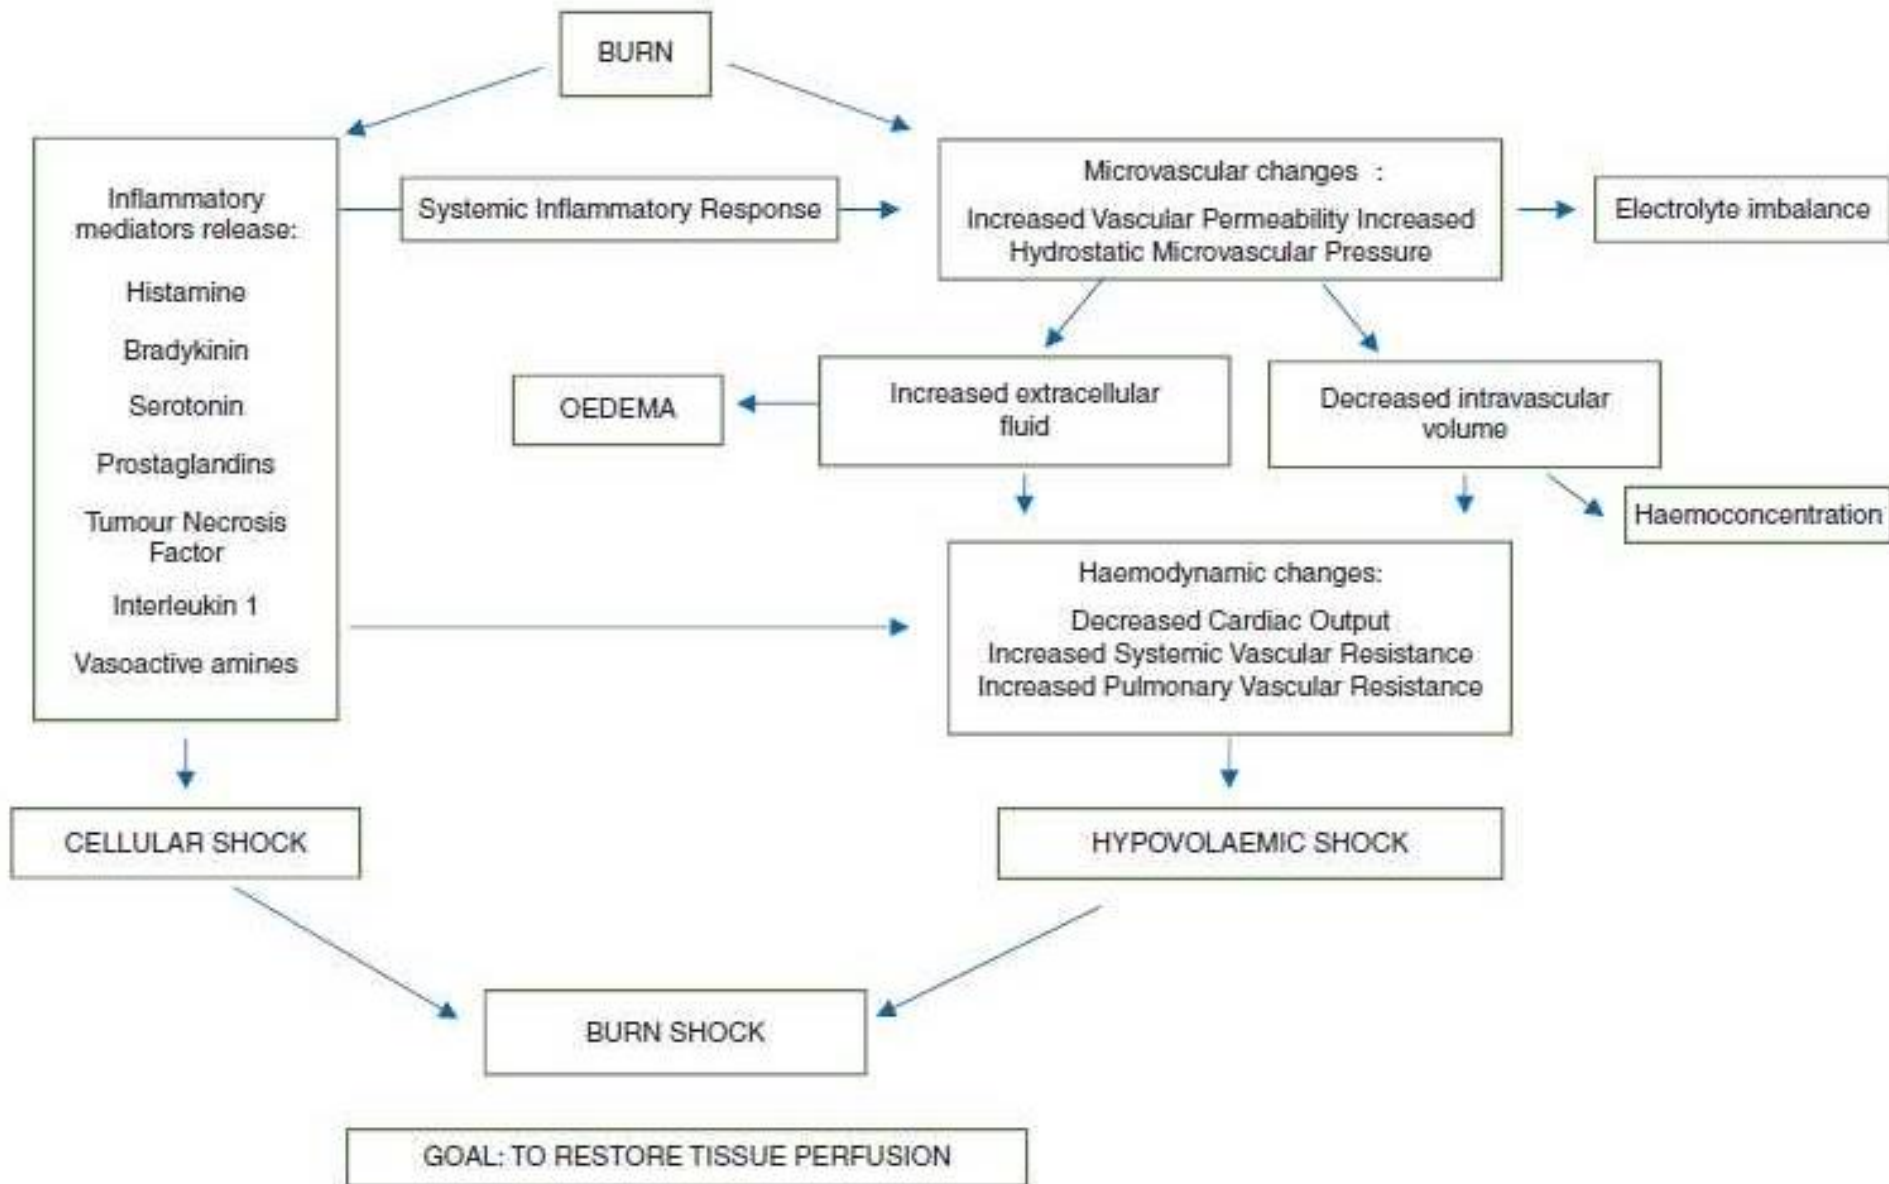 BURN
Inflammatory
mediators release:
Histamine
Bradykinin
Serotonin
Prostaglandins
Tumour Necrosis
Factor
Interleukin 1
Vasoactive amines
Systemic Inflammatory Response
Microvascular changes :
Increased Vascular Permeability Increased
Hydrostatic Microvascular Pressure
Electrolyte imbalance
OEDEMA
Increased extracellular
fluid
Decreased intravascular
volume
Haemoconcentration
Haemodynamic changes:
Decreased Cardiac Output
Increased Systemic Vascular Resistance
Increased Pulmonary Vascular Resistance
CELLULAR SHOCK
HYPOVOLAEMIC SHOCK
BURN SHOCK
GOAL: TO RESTORE TISSUE PERFUSION